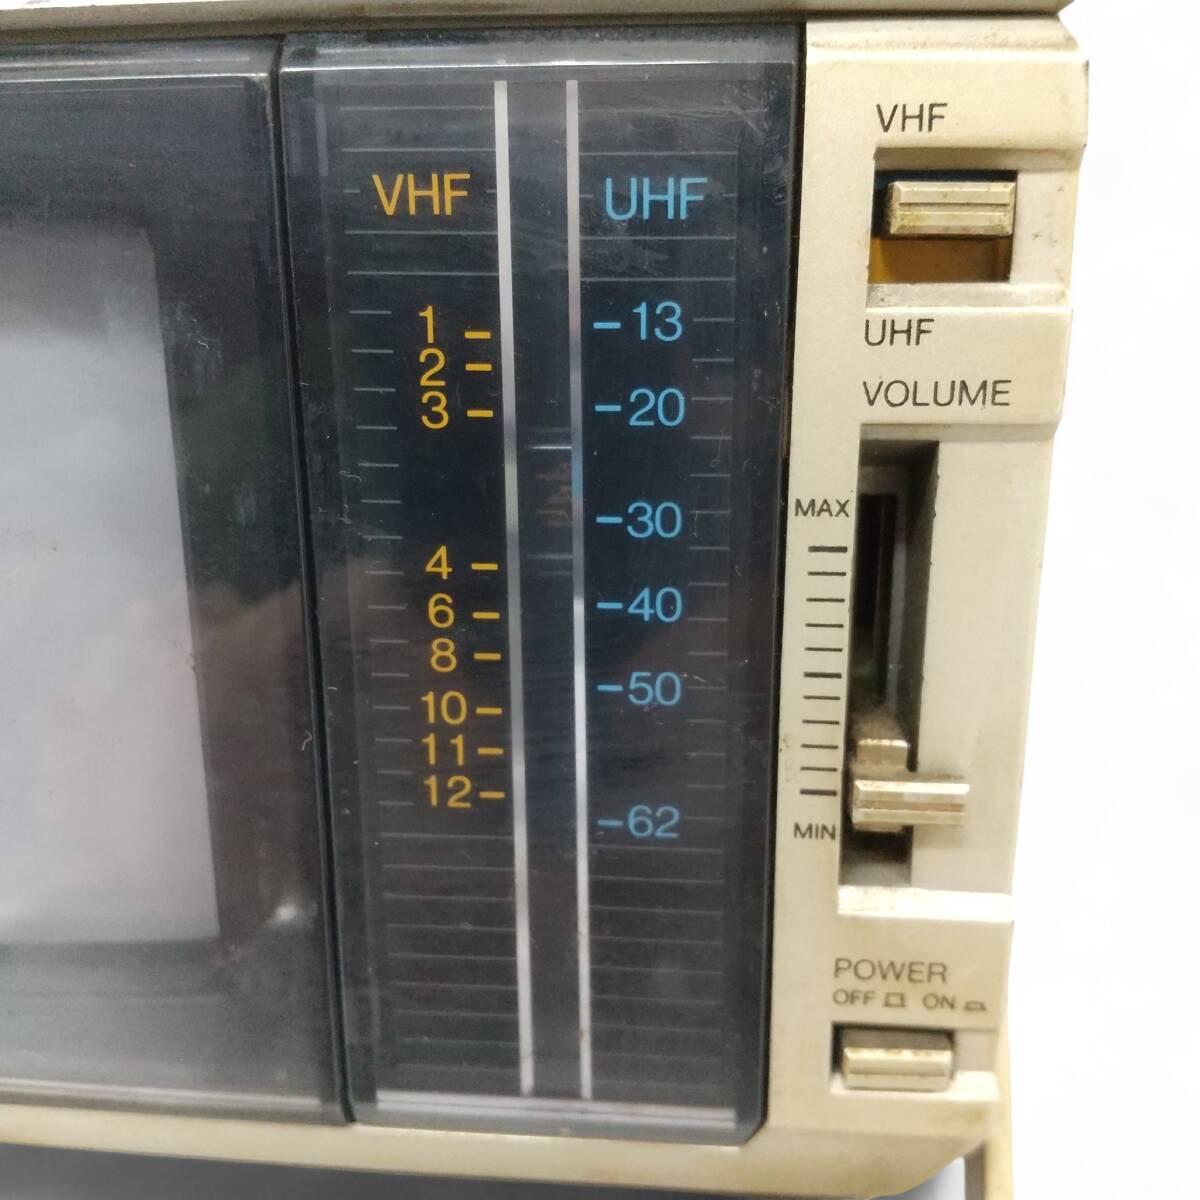 VHF UHF
1 -13
2
3 -20
-30
4
6 -40
8
10 -50
11
12 -62
VHF
UHF
VOLUME
MAX
MIN
POWER
OFF ON